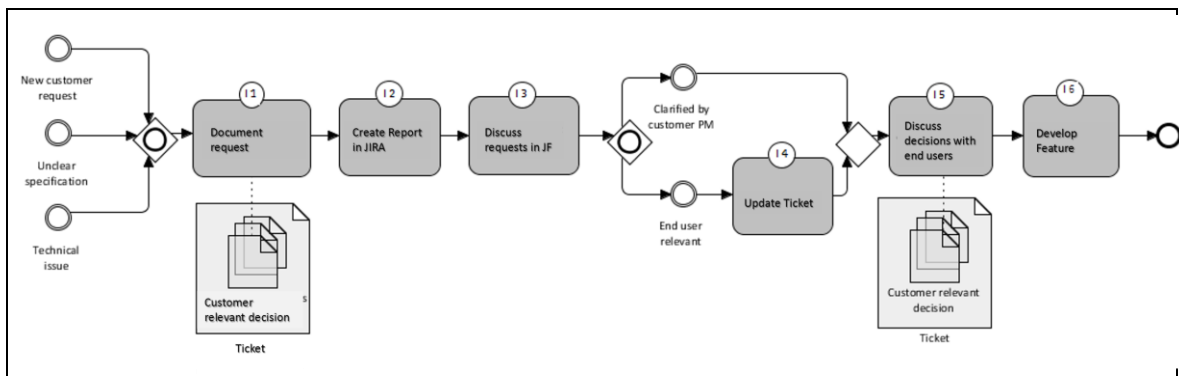 New customer
request
Unclear
specification
Technical
issue
I1
Document
request
I2
Create Report
in JIRA
I3
Discuss
requests in JF
Clarified by
customer PM
End user
relevant
I4
Update Ticket
I5
Discuss
decisions with
end users
I6
Develop
Feature
Customer s
relevant decision
Ticket
Customer relevant
decision
Ticket